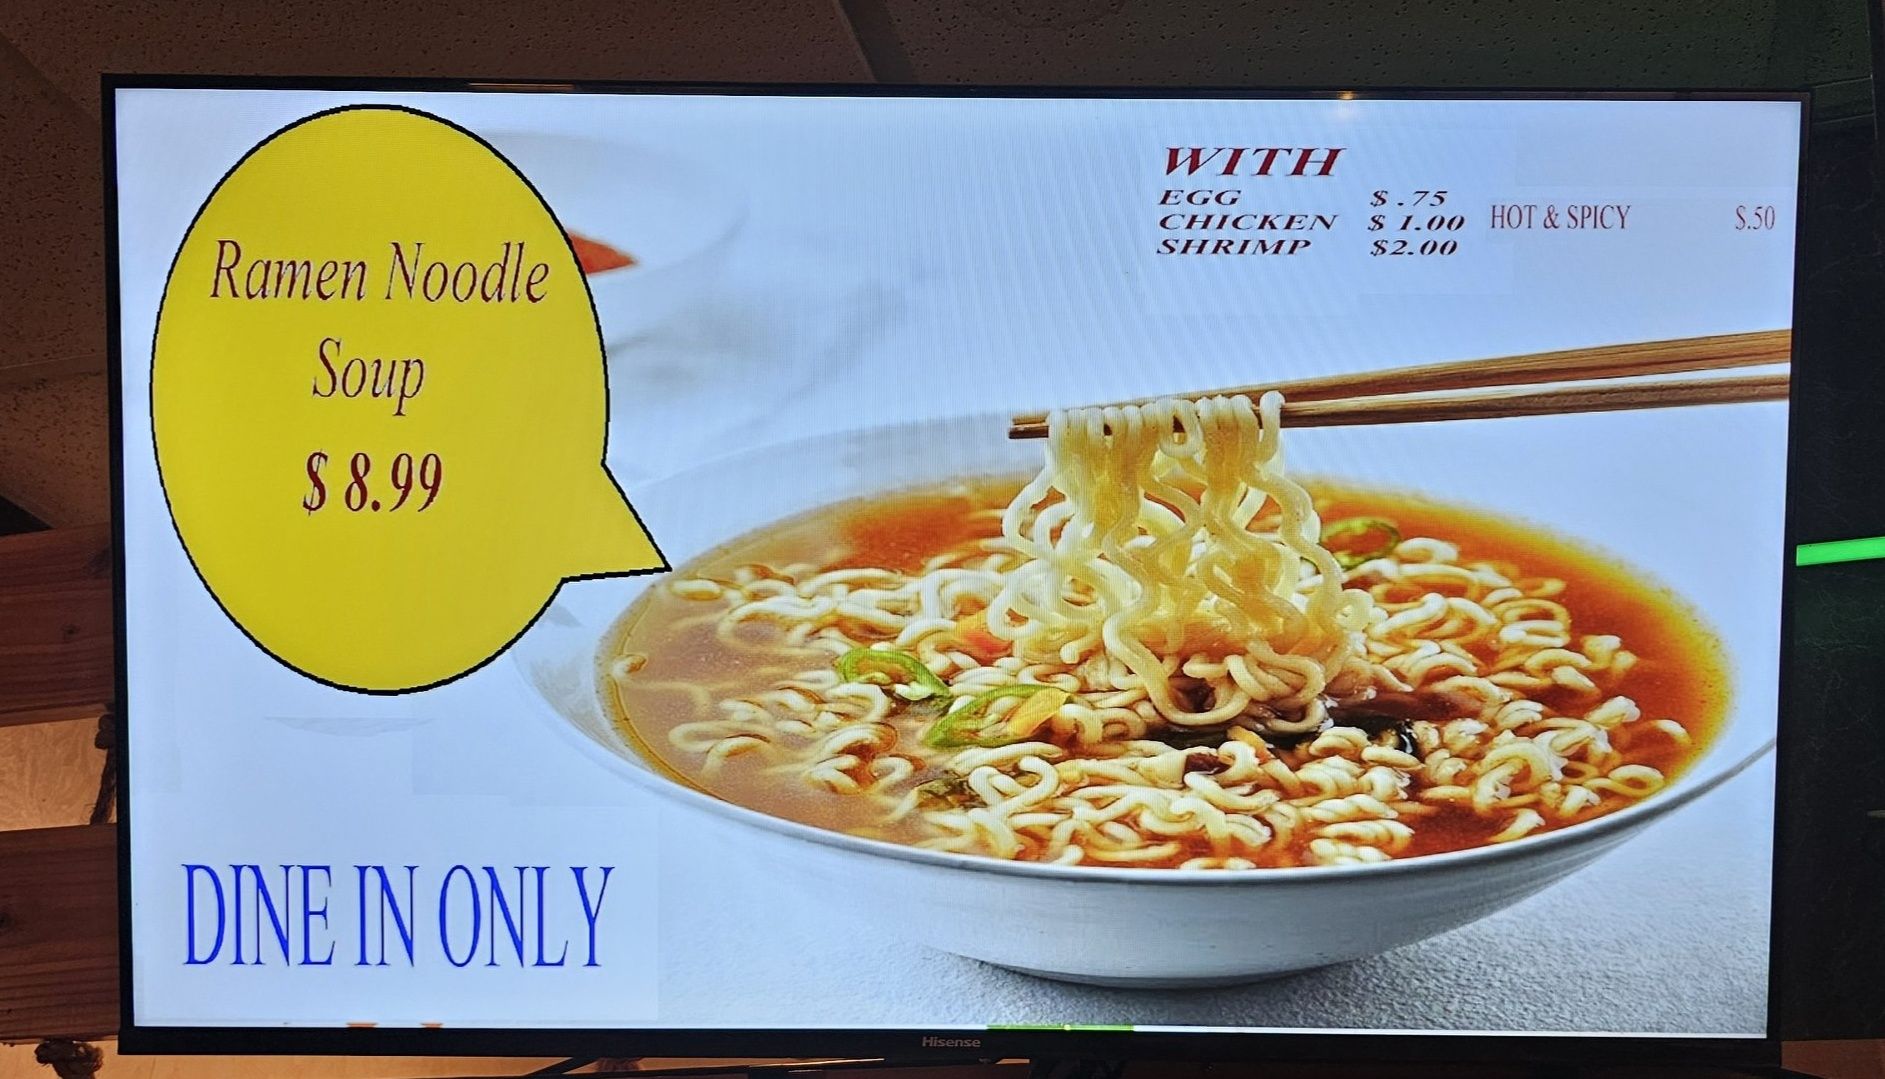 Ramen Noodle
Soup
$ 8.99
WITH
EGG $ .75
CHICKEN $ 1.00
SHRIMP $2.00
HOT & SPICY $.50
DINE IN ONLY
Hisense